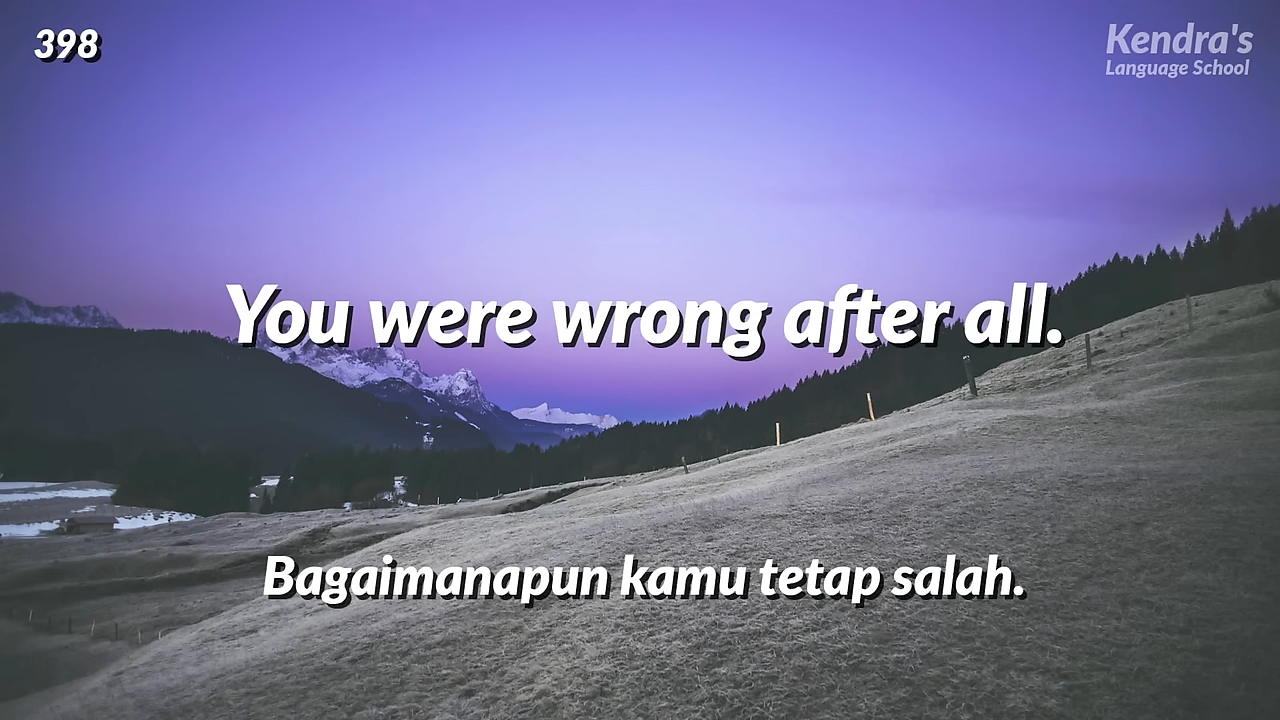 398
Kendra's
Language School
You were wrong after all.
Bagaimanapun kamu tetap salah.